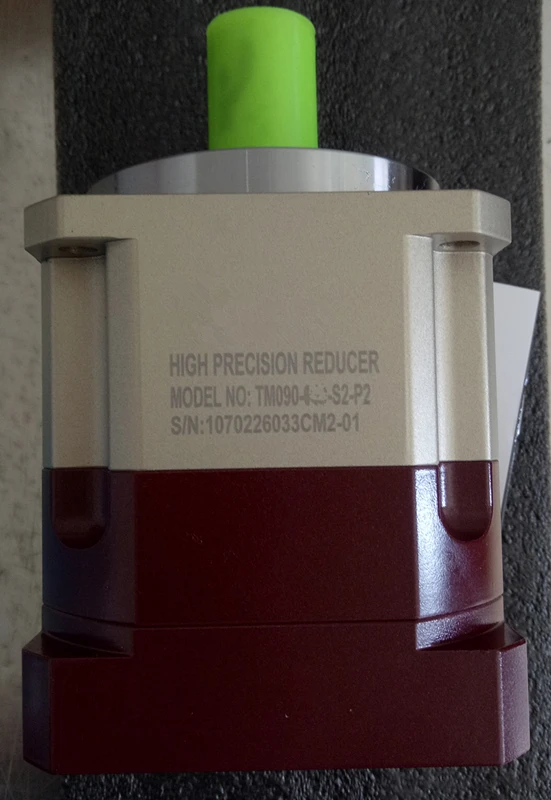 HIGH PRECISION REDUCER
MODEL NO:
S/N:1070226033CM2-01